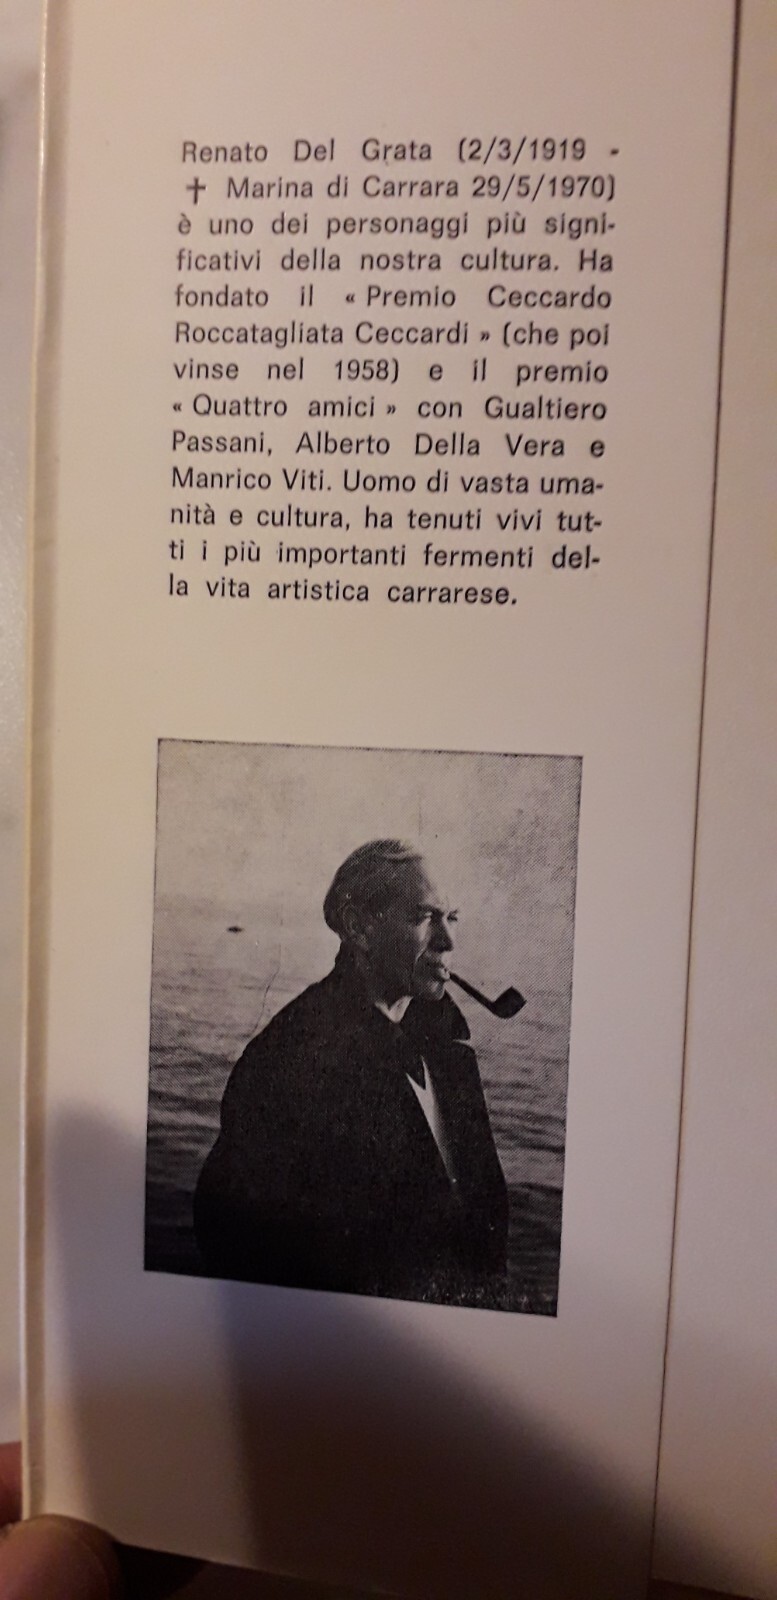 Renato Del Grata (2/3/1919 -
✝ Marina di Carrara 29/5/1970)
è uno dei personaggi più signi-
ficativi della nostra cultura. Ha
fondato il « Premio Ceccardo
Roccatagliata Ceccardi » (che poi
vinse nel 1958) e il premio
« Quattro amici » con Gualtiero
Passani, Alberto Della Vera e
Manrico Viti. Uomo di vasta uma-
nità e cultura, ha tenuti vivi tut-
ti i più importanti fermenti del-
la vita artistica carrarese.